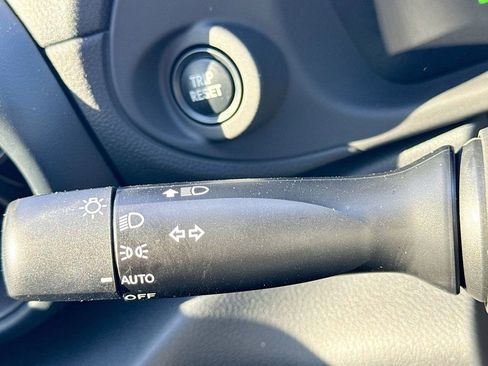 TRIP
RESET
AUTO
OFF